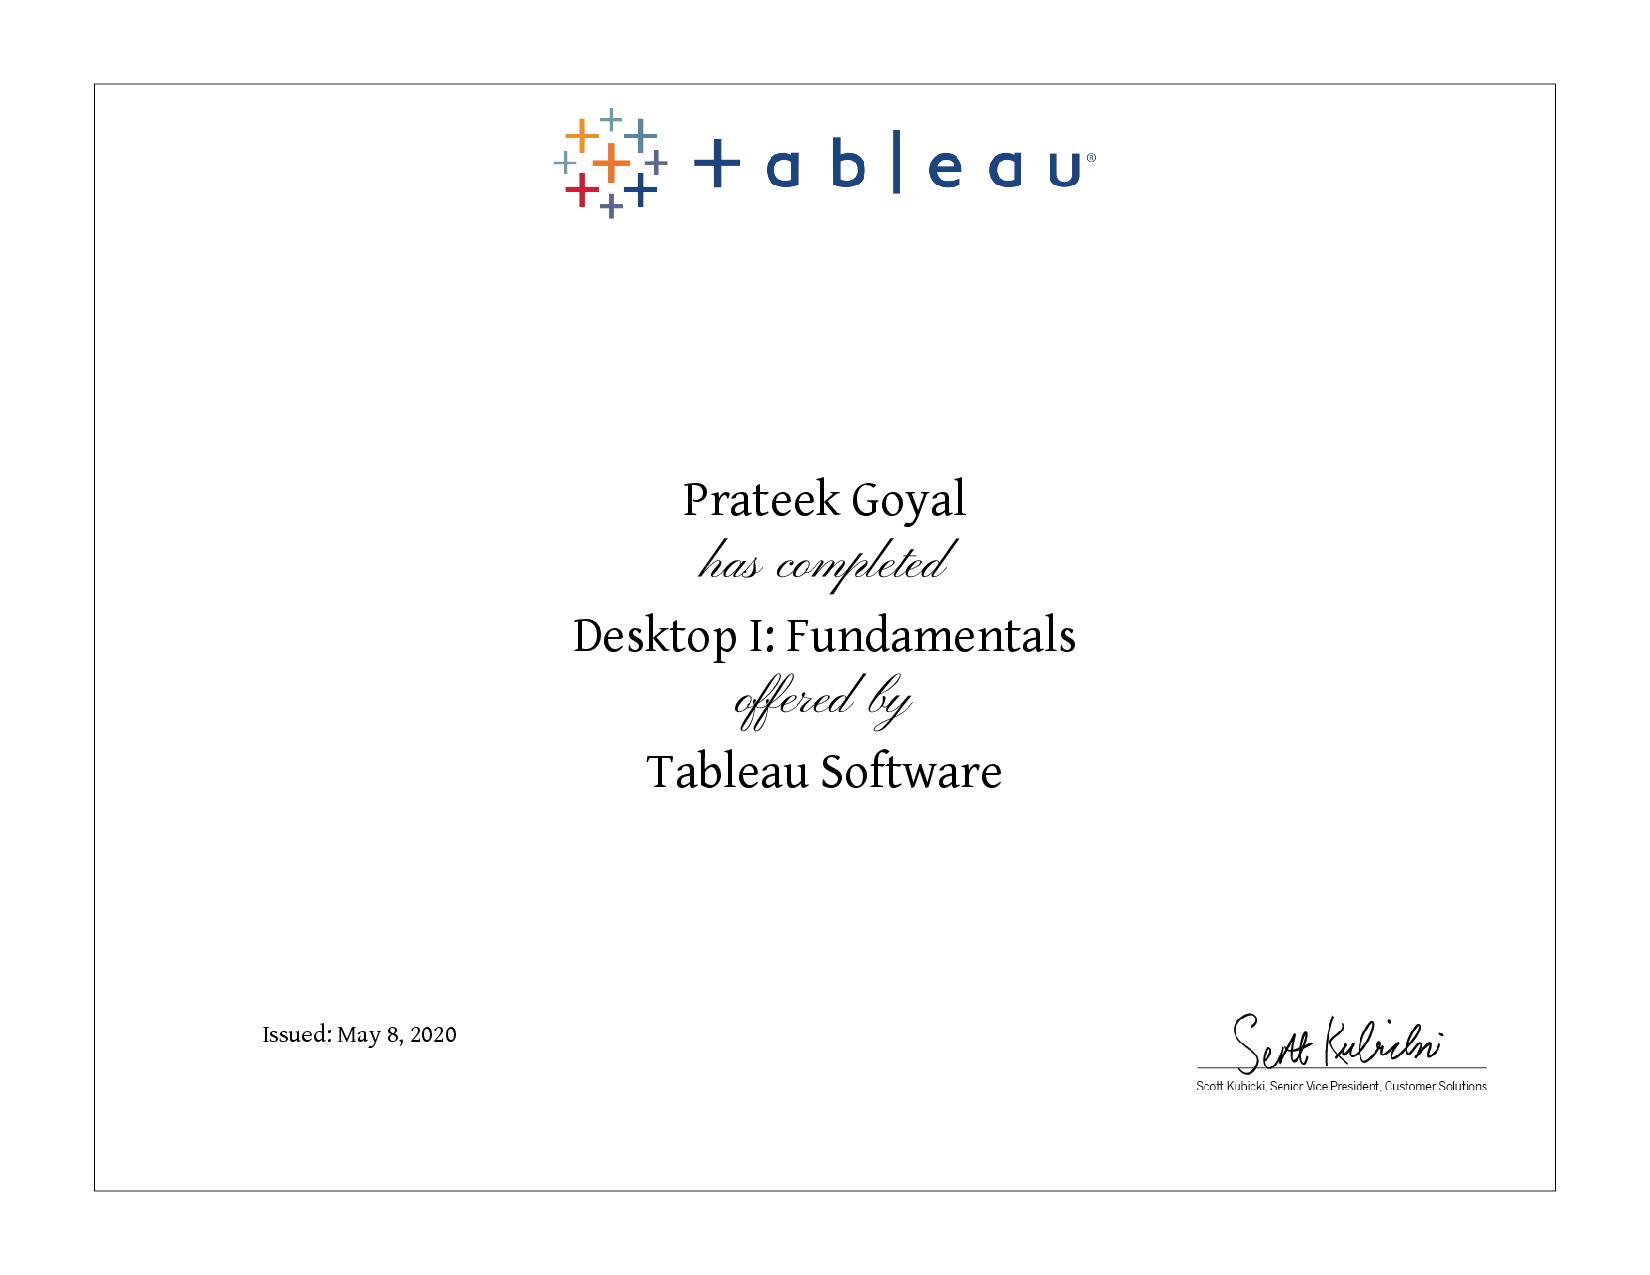 +ableau®
Prateek Goyal
has completed
Desktop I: Fundamentals
offered by
Tableau Software
Issued: May 8, 2020
Scott Kubicki
Scott Kubicki, Senior Vice President, Customer Solutions